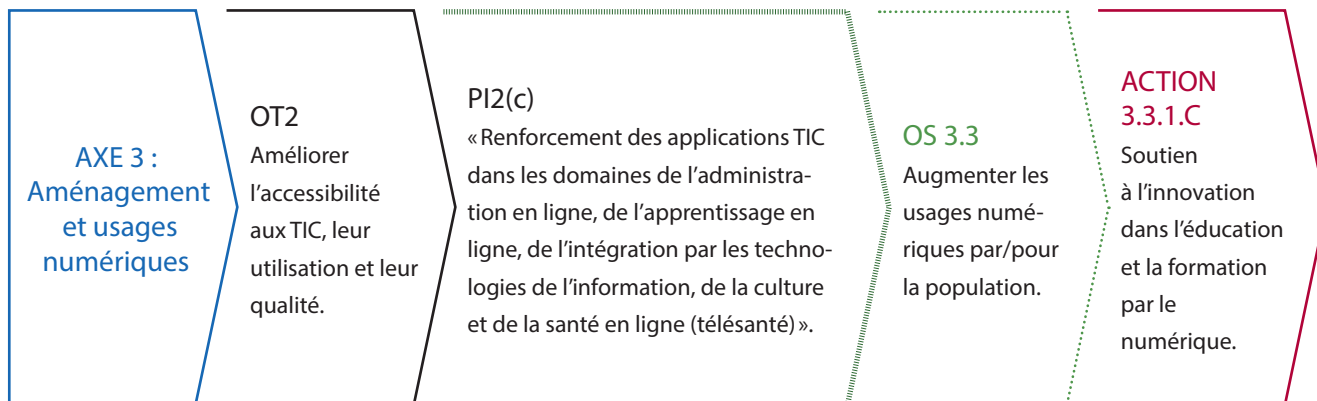 AXE 3 :
Aménagement
et usages
numériques
OT2
Améliorer
l’accessibilité
aux TIC, leur
utilisation et leur
qualité.
PI2(c)
« Renforcement des applications TIC
dans les domaines de l’administra-
tion en ligne, de l’apprentissage en
ligne, de l’intégration par les techno-
logies de l’information, de la culture
et de la santé en ligne (télésanté) ».
OS 3.3
Augmenter les
usages numé-
riques par/pour
la population.
ACTION
3.3.1.C
Soutien
à l’innovation
dans l’éducation
et la formation
par le
numérique.